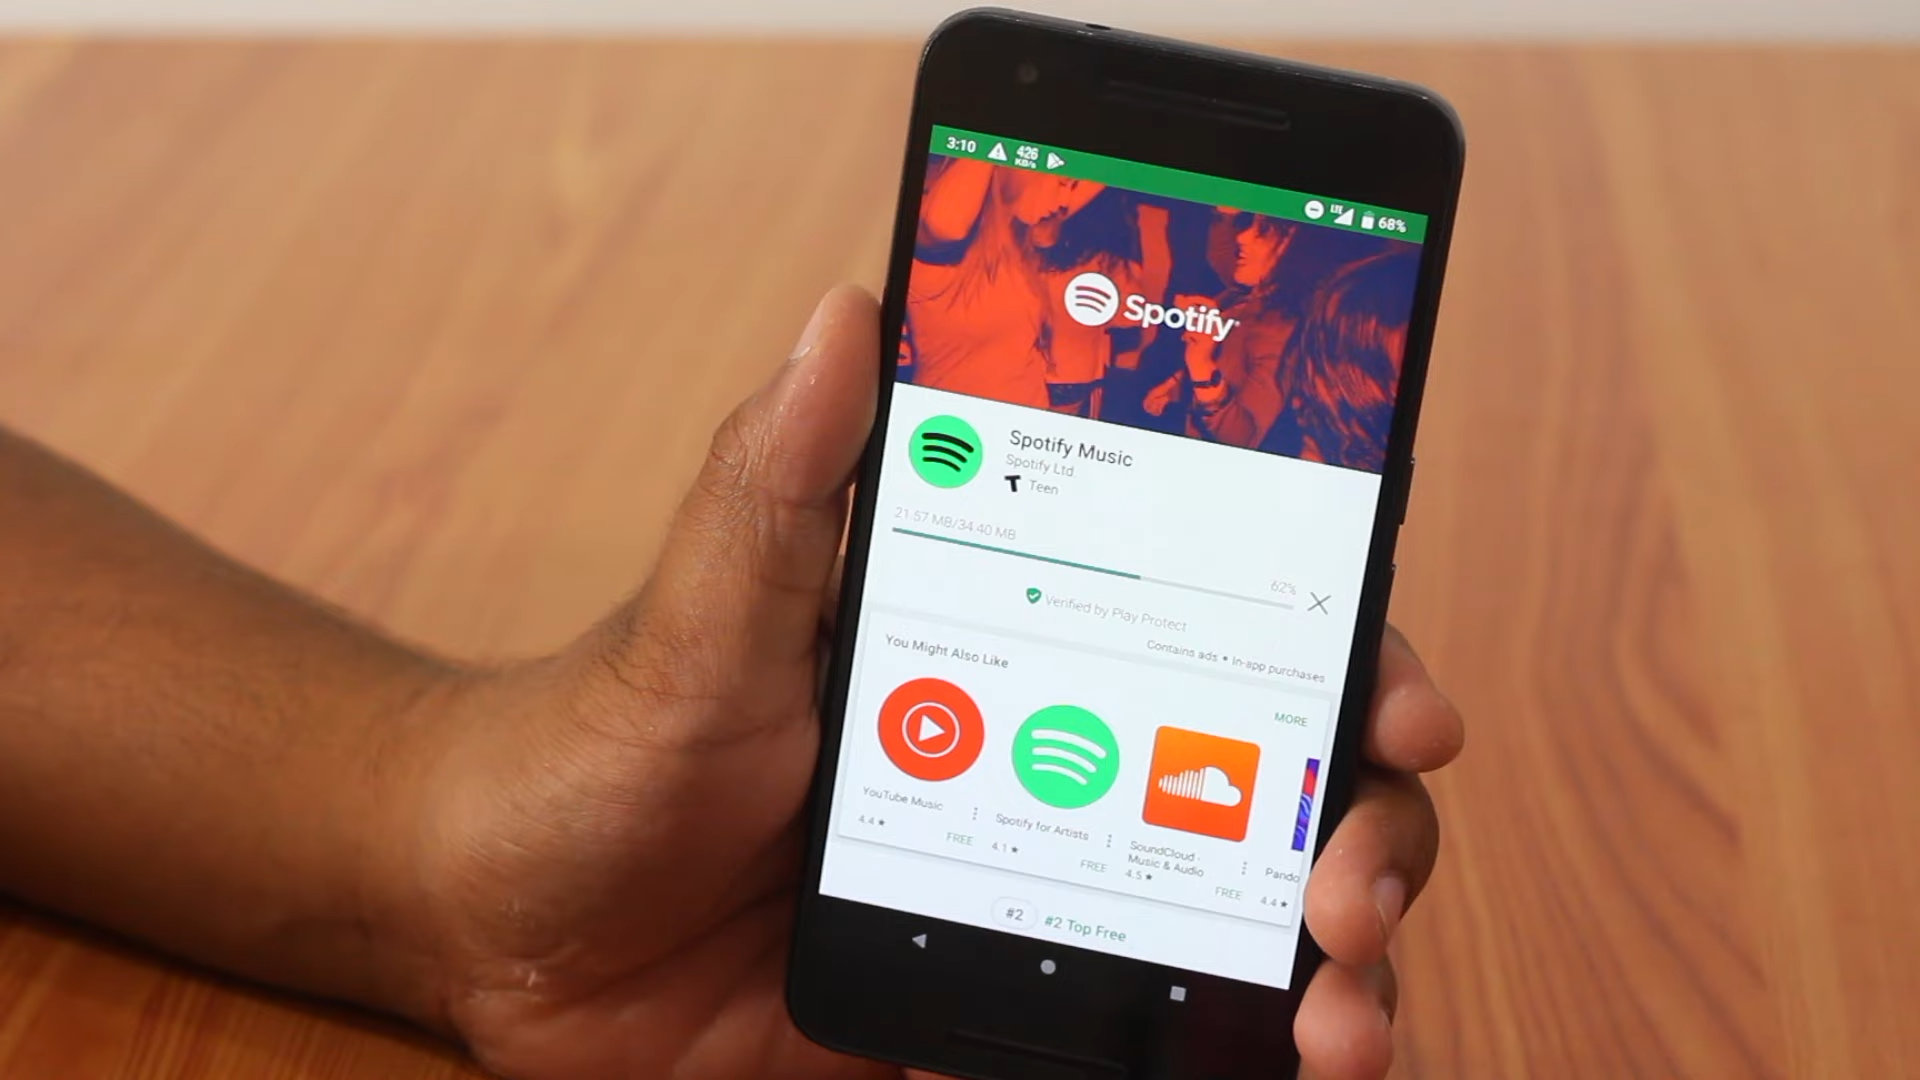 3:10 426 KB/s LTE 68%
Spotify
Spotify Music
Spotify Ltd.
T Teen
21.57 MB/34.40 MB
62%
Verified by Play Protect
Contains ads • In-app purchases
You Might Also Like
MORE
YouTube Music
4.4 ★ FREE
Spotify for Artists
4.1 ★ FREE
SoundCloud -
Music & Audio
4.5 ★ FREE
Pando
4.4 ★
#2 #2 Top Free